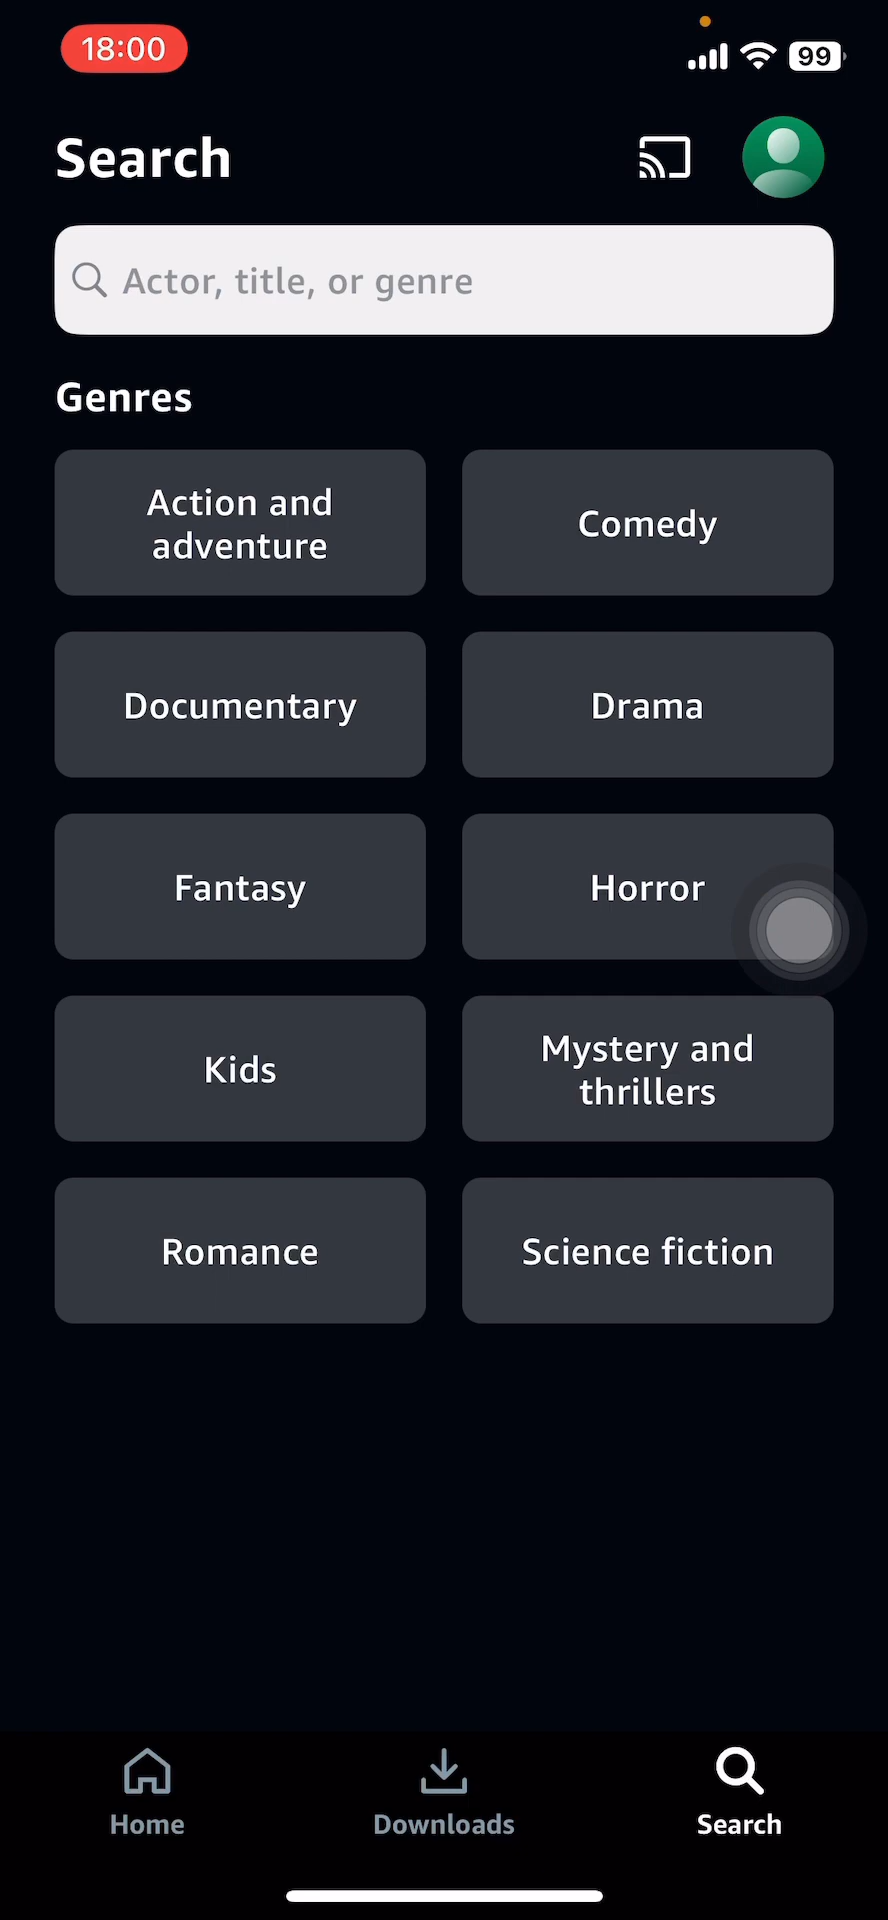 18:00
99
Search
Actor, title, or genre
Genres
Action and
adventure
Comedy
Documentary
Drama
Fantasy
Horror
Kids
Mystery and
thrillers
Romance
Science fiction
Home
Downloads
Search